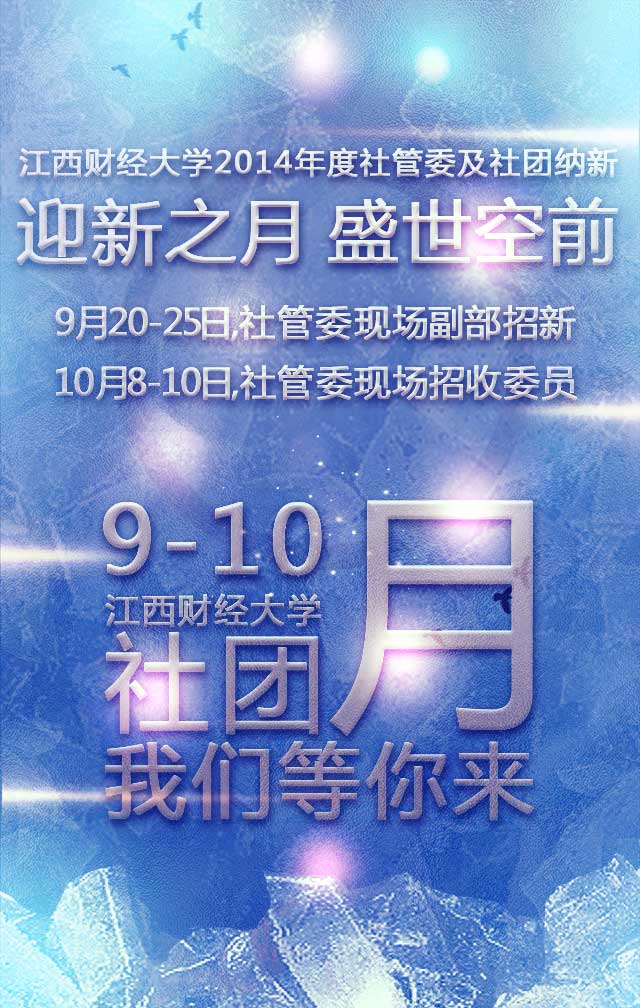 江西财经大学2014年度社管委及社团纳新
迎新之月 盛世空前
9月20-25日,社管委现场副部招新
10月8-10日,社管委现场招收委员
9-10月
江西财经大学
社团
我们等你来